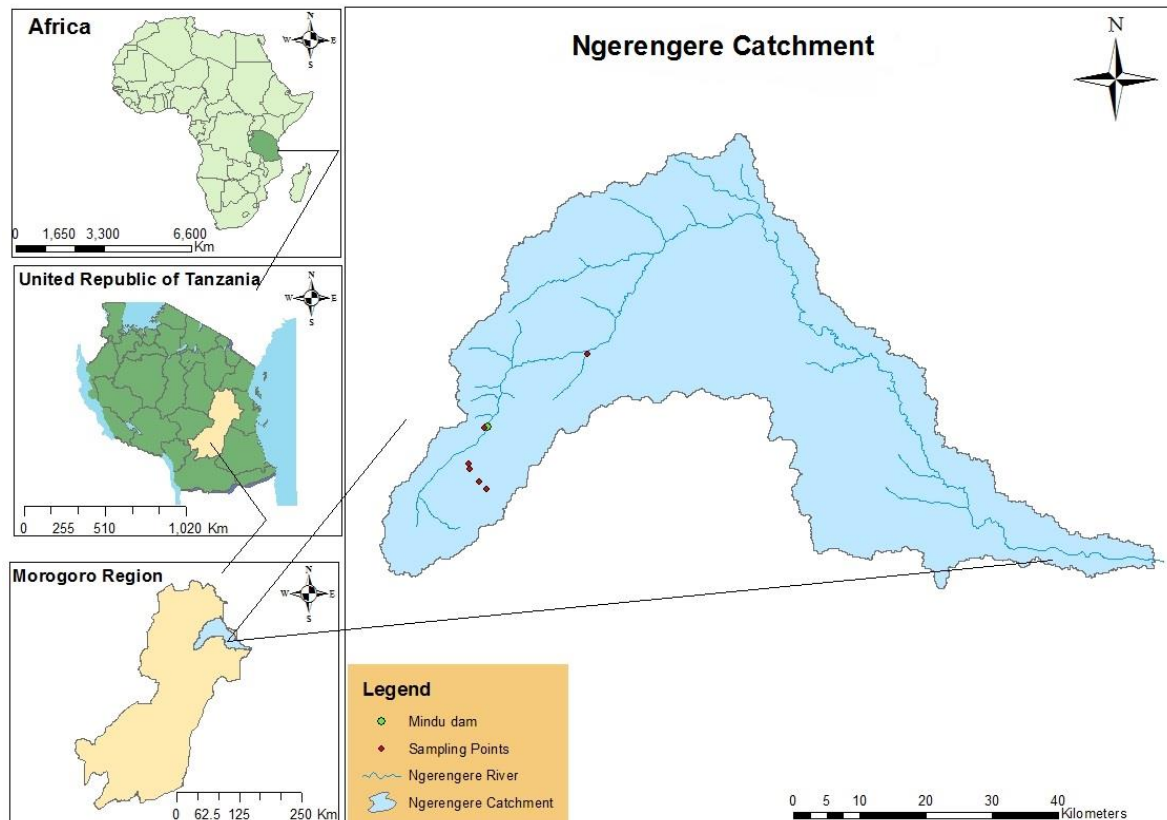 Africa
N
W E
S
0 1,650 3,300 6,600
Km
United Republic of Tanzania
N
W E
S
0 255 510 1,020 Km
Morogoro Region
N
W E
S
0 62.5 125 250 Km
Ngerengere Catchment
N
Legend
Mindu dam
Sampling Points
Ngerengere River
Ngerengere Catchment
0 5 10 20 30 40
Kilometers